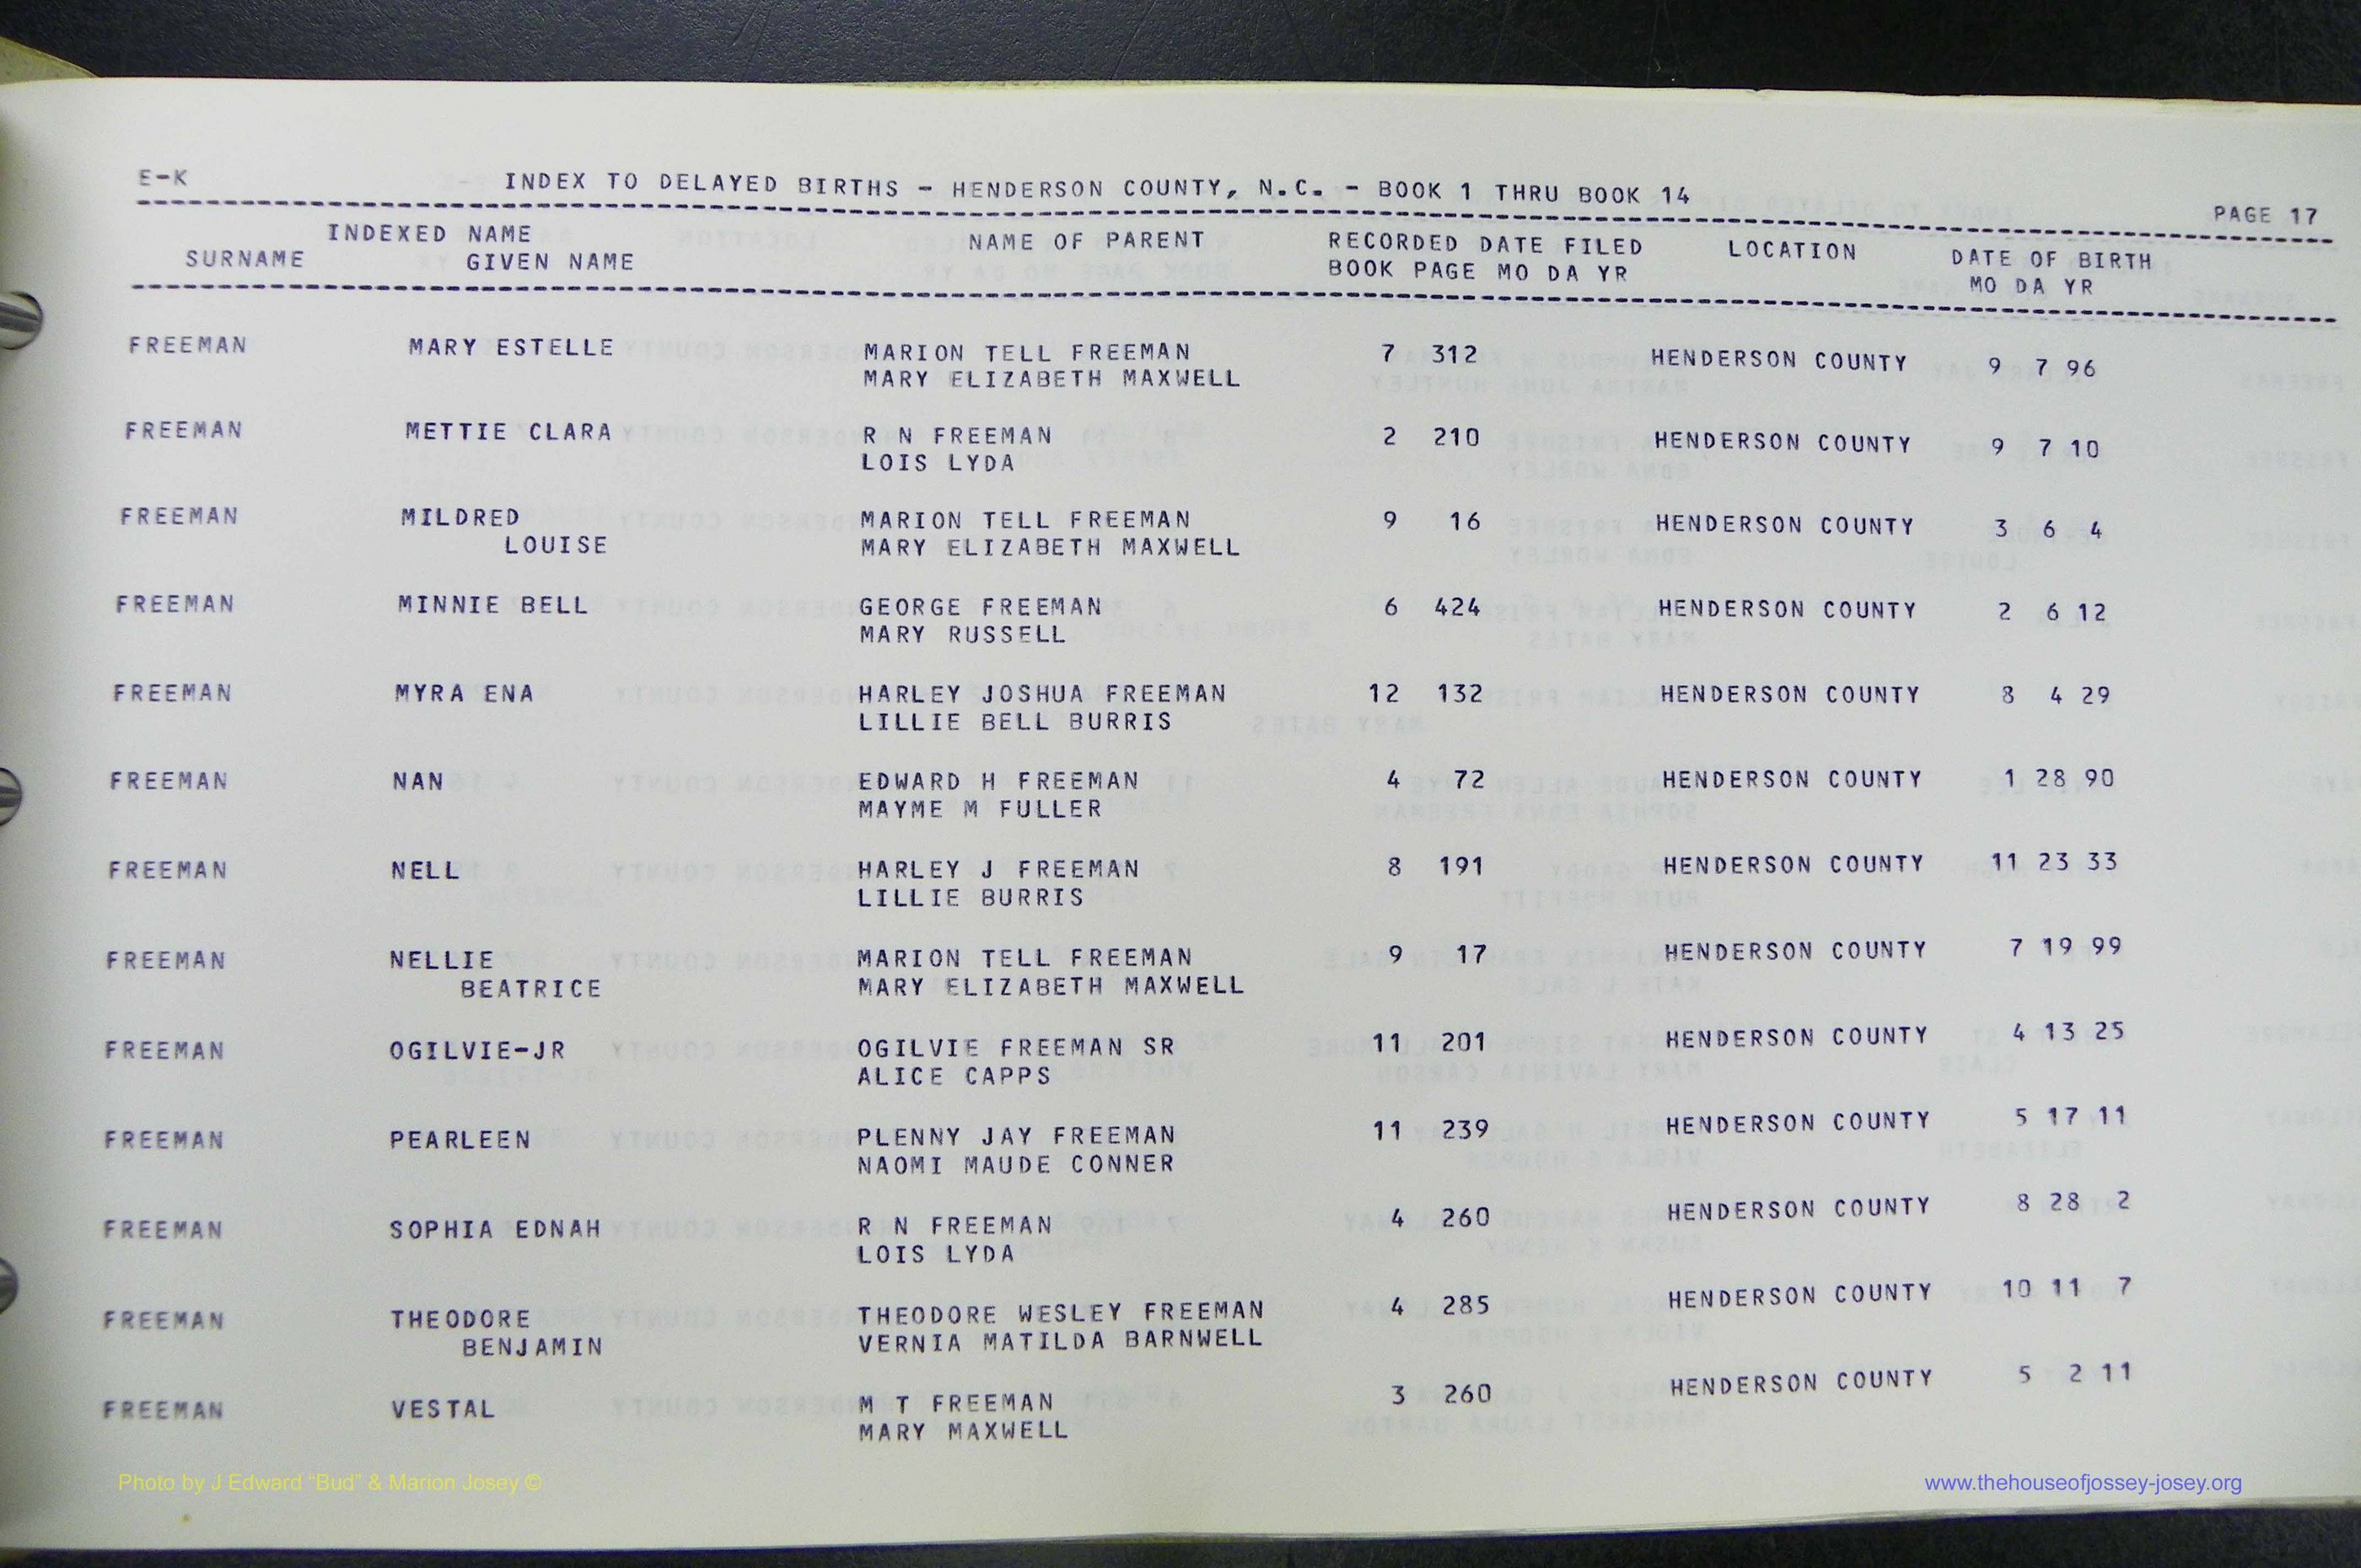 E-K INDEX TO DELAYED BIRTHS - HENDERSON COUNTY, N.C. - BOOK 1 THRU BOOK 14 PAGE 17
INDEXED NAME NAME OF PARENT RECORDED DATE FILED LOCATION DATE OF BIRTH
SURNAME GIVEN NAME BOOK PAGE MO DA YR MO DA YR
FREEMAN MARY ESTELLE MARION TELL FREEMAN 7 312 HENDERSON COUNTY 9 7 96
MARY ELIZABETH MAXWELL
FREEMAN METTIE CLARA R N FREEMAN 2 210 HENDERSON COUNTY 9 7 10
LOIS LYDA
FREEMAN MILDRED MARION TELL FREEMAN 9 16 HENDERSON COUNTY 3 6 4
LOUISE MARY ELIZABETH MAXWELL
FREEMAN MINNIE BELL GEORGE FREEMAN 6 424 HENDERSON COUNTY 2 6 12
MARY RUSSELL
FREEMAN MYRA ENA HARLEY JOSHUA FREEMAN 12 132 HENDERSON COUNTY 8 4 29
LILLIE BELL BURRIS
FREEMAN NAN EDWARD H FREEMAN 4 72 HENDERSON COUNTY 1 28 90
MAYME M FULLER
FREEMAN NELL HARLEY J FREEMAN 8 191 HENDERSON COUNTY 11 23 33
LILLIE BURRIS
FREEMAN NELLIE MARION TELL FREEMAN 9 17 HENDERSON COUNTY 7 19 99
BEATRICE MARY ELIZABETH MAXWELL
FREEMAN OGILVIE-JR OGILVIE FREEMAN SR 11 201 HENDERSON COUNTY 4 13 25
ALICE CAPPS
FREEMAN PEARLEEN PLENNY JAY FREEMAN 11 239 HENDERSON COUNTY 5 17 11
NAOMI MAUDE CONNER
FREEMAN SOPHIA EDNAH R N FREEMAN 4 260 HENDERSON COUNTY 8 28 2
LOIS LYDA
FREEMAN THEODORE THEODORE WESLEY FREEMAN 4 285 HENDERSON COUNTY 10 11 7
BENJAMIN VERNIA MATILDA BARNWELL
FREEMAN VESTAL M T FREEMAN 3 260 HENDERSON COUNTY 5 2 11
MARY MAXWELL
Photo by J Edward “Bud” & Marion Josey © www.thehouseofjossey-josey.org